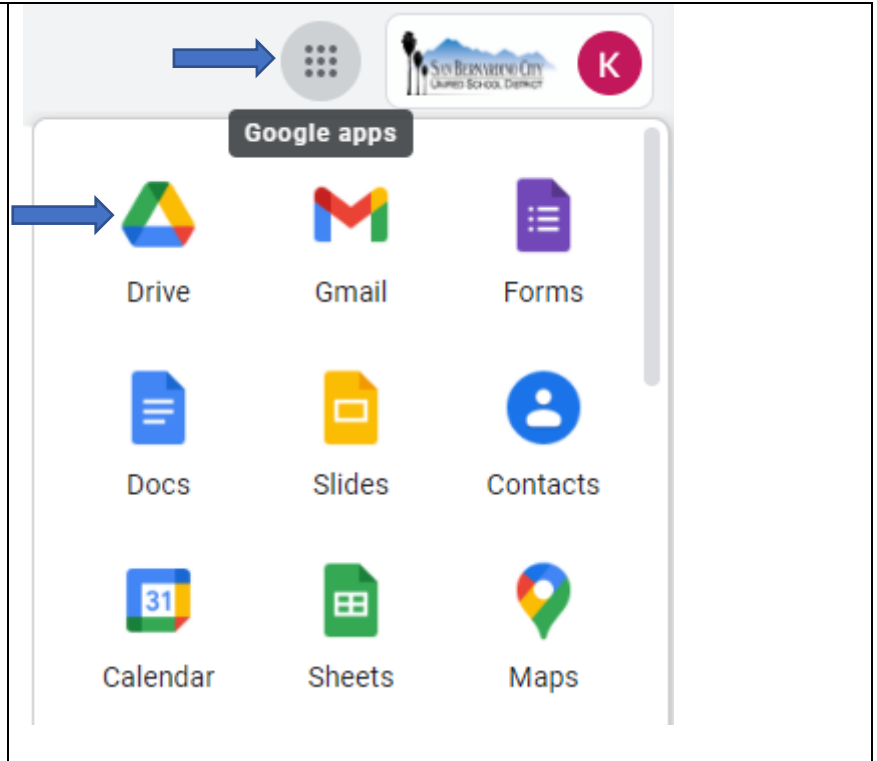 SAN BERNARDINO CITY
UNIFIED SCHOOL DISTRICT
K
Google apps
Drive Gmail Forms
Docs Slides Contacts
31
Calendar Sheets Maps